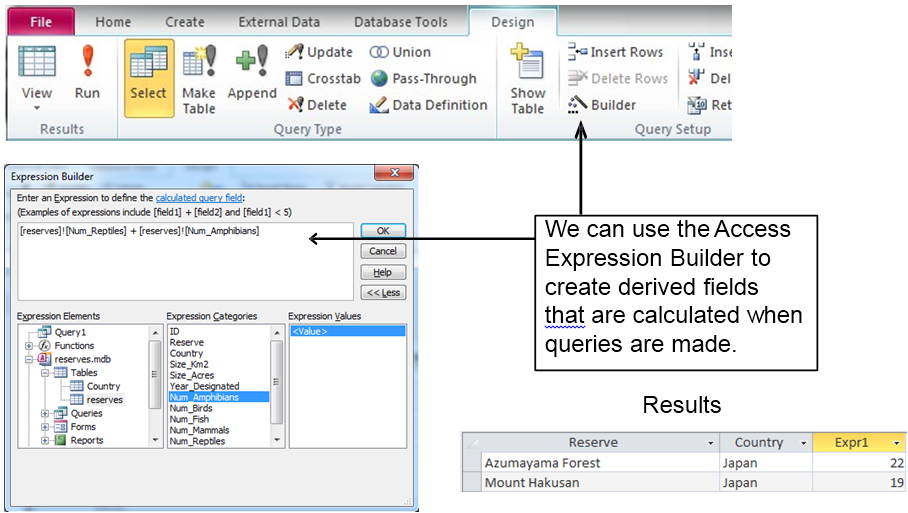 File Home Create External Data Database Tools Design
View Run Select Make Table Append Update Crosstab Delete Union Pass-Through Data Definition Show Table Insert Rows Delete Rows Builder
Results Query Type Query Setup
Expression Builder
Enter an Expression to define the calculated query field:
(Examples of expressions include [field1] + [field2] and [field1] < 5)
[reserves]![Num_Reptiles] + [reserves]![Num_Amphibians]
OK
Cancel
Help
<< Less
Expression Elements Expression Categories Expression Values
Query1
Functions
reserves.mdb
Tables
Country
reserves
Queries
Forms
Reports
ID
Reserve
Country
Size_Km2
Size_Acres
Year_Designated
Num_Amphibians
Num_Birds
Num_Fish
Num_Mammals
Num_Reptiles
<Value>
We can use the Access
Expression Builder to
create derived fields
that are calculated when
queries are made.
Results
Reserve Country Expr1
Azumayama Forest Japan 22
Mount Hakusan Japan 19